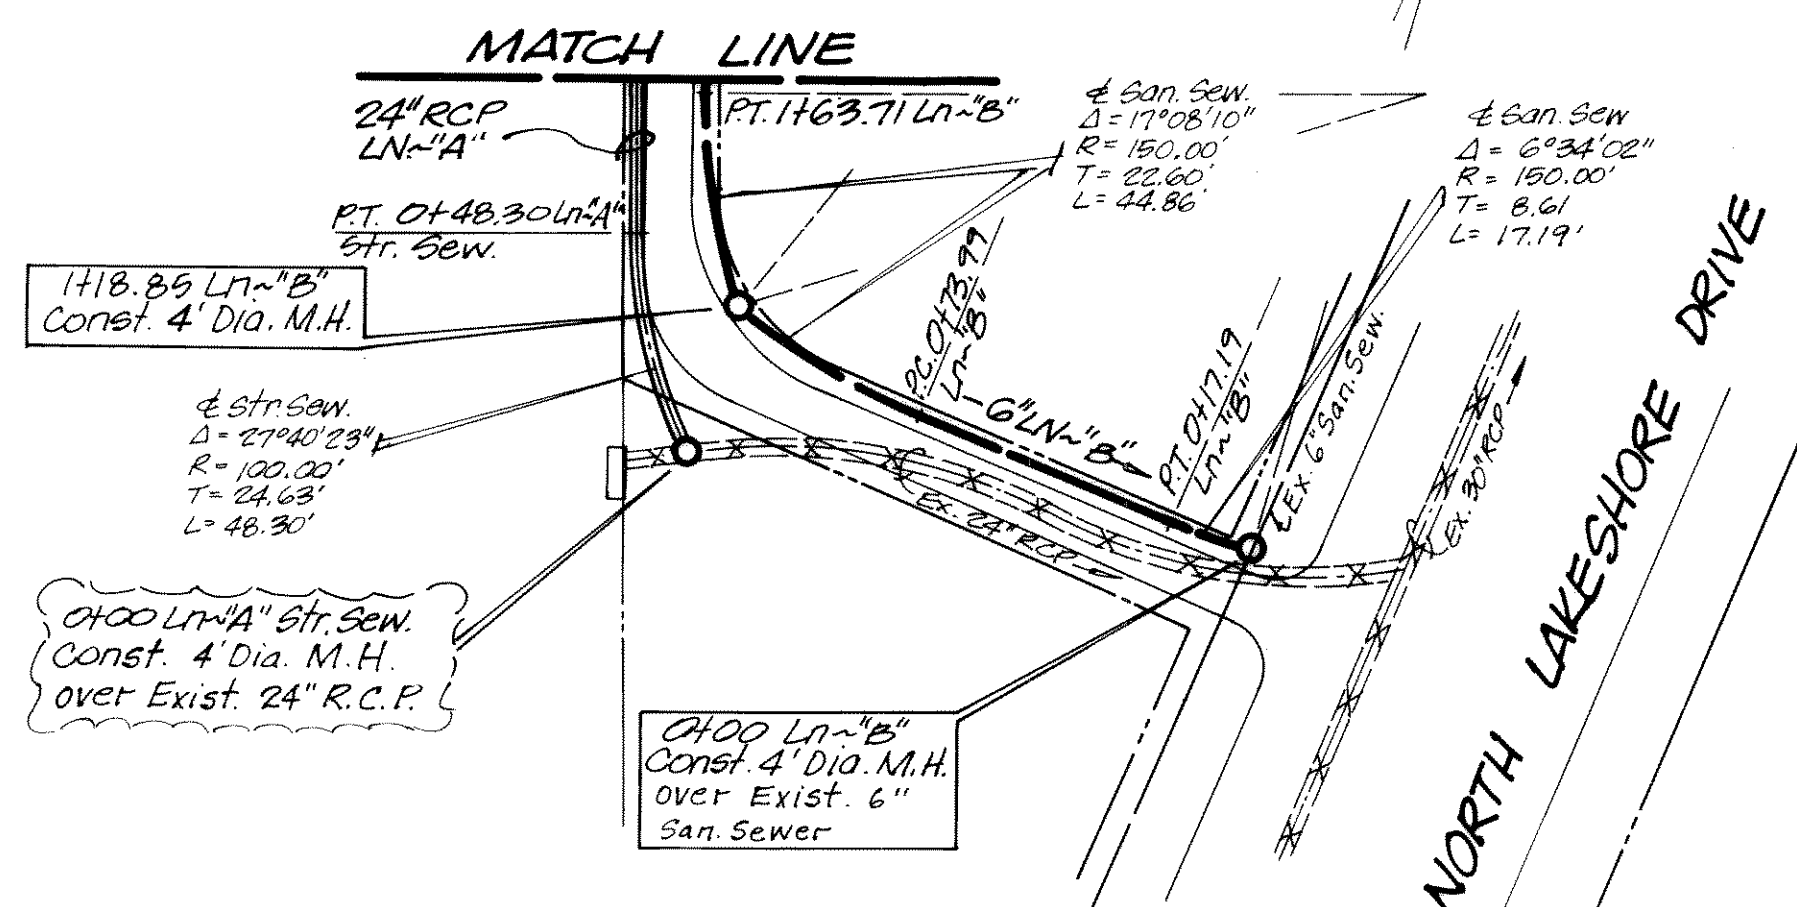 MATCH LINE
24" RCP
LN~"A"
P.T. 1+63.71 Ln~"B"
₵ San. Sew.
Δ = 17°08'10"
R = 150.00'
T = 22.60'
L = 44.86'
₵ San. Sew
Δ = 6°34'02"
R = 150.00'
T = 8.61
L = 17.19'
P.T. 0+48.30 Ln~"A"
Str. Sew.
1+18.85 Ln~"B"
Const. 4' Dia. M.H.
P.C. 0+73.99
Ln~"B"
6" LN~"B"
P.T. 0+17.19
Ln~"B"
Ex. 6" San. Sew.
Ex. 30" RCP
NORTH LAKESHORE DRIVE
₵ Str. Sew.
Δ = 27°40'23"
R = 100.00'
T = 24.63'
L = 48.30'
Ex. 24" RCP
0+00 Ln~"A" Str. Sew.
Const. 4' Dia. M.H.
over Exist. 24" R.C.P.
0+00 Ln~"B"
Const. 4' Dia. M.H.
over Exist. 6"
San. Sewer